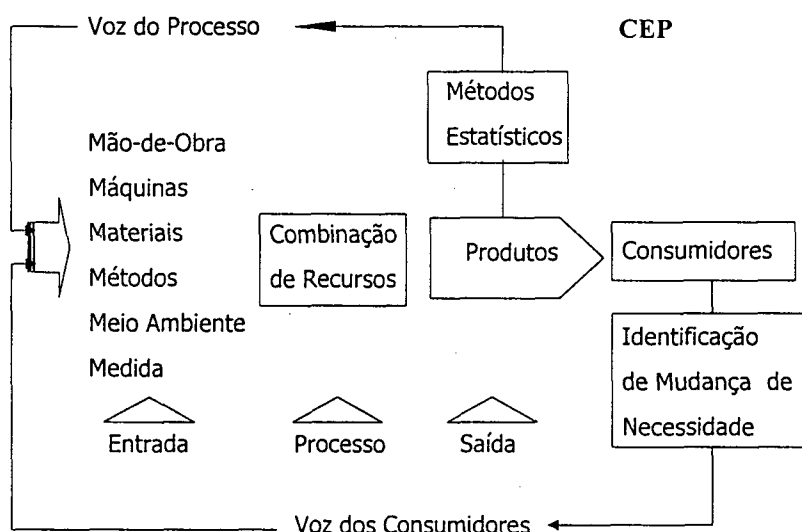 Voz do Processo
CEP
Métodos
Estatísticos
Mão-de-Obra
Máquinas
Materiais
Métodos
Meio Ambiente
Medida
Combinação
de Recursos
Produtos
Consumidores
Identificação
de Mudança de
Necessidade
Entrada
Processo
Saída
Voz dos Consumidores